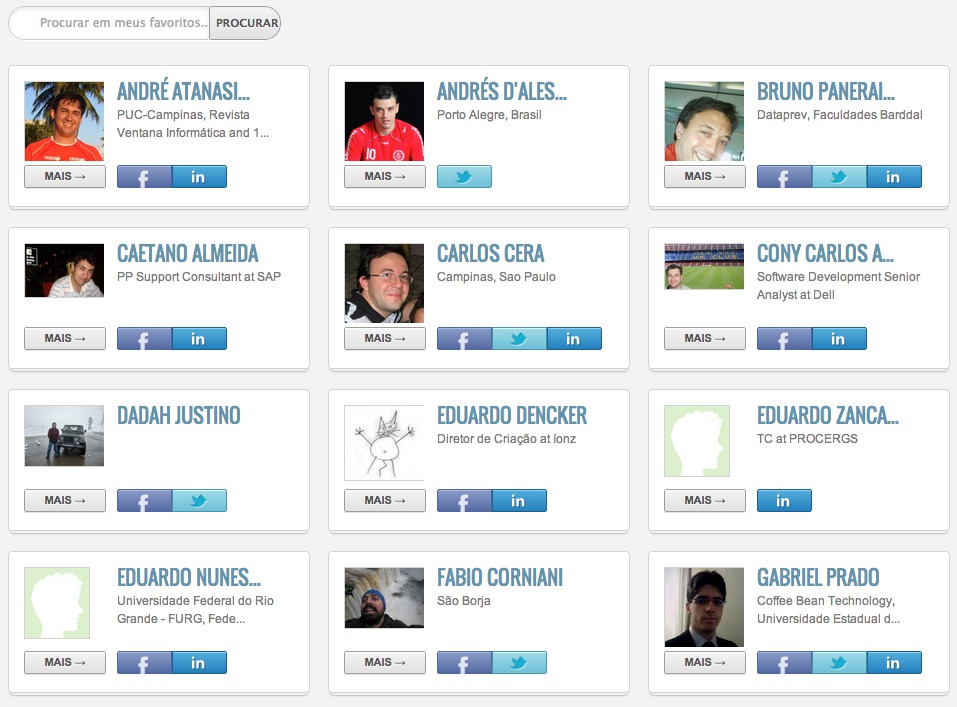 Procurar em meus favoritos..
PROCURAR
ANDRÉ ATANASI...
PUC-Campinas, Revista
Ventana Informática and 1...
MAIS →
f
in
ANDRÉS D'ALES...
Porto Alegre, Brasil
10
MAIS →
BRUNO PANERAI...
Dataprev, Faculdades Barddal
MAIS →
f
in
CAETANO ALMEIDA
PP Support Consultant at SAP
MAIS →
f
in
CARLOS CERA
Campinas, Sao Paulo
MAIS →
f
in
CONY CARLOS A...
Software Development Senior
Analyst at Dell
MAIS →
f
in
DADAH JUSTINO
MAIS →
f
EDUARDO DENCKER
Diretor de Criação at íonz
MAIS →
f
in
EDUARDO ZANCA...
TC at PROCERGS
MAIS →
in
EDUARDO NUNES...
Universidade Federal do Rio
Grande - FURG, Fede...
MAIS →
f
in
FABIO CORNIANI
São Borja
MAIS →
f
GABRIEL PRADO
Coffee Bean Technology,
Universidade Estadual d...
MAIS →
f
in